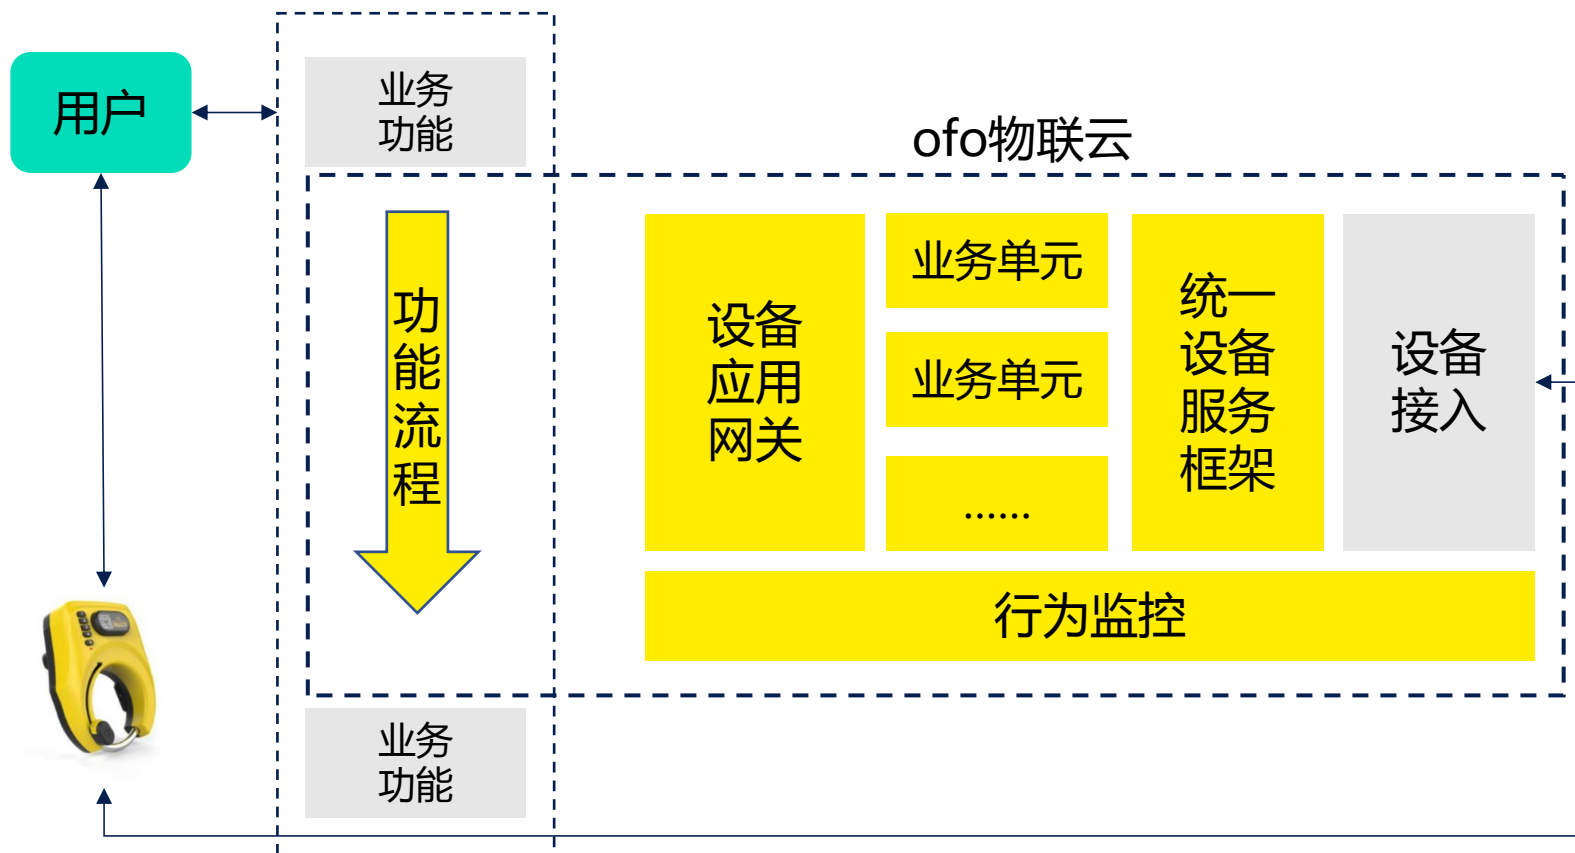 用户
业务
功能
ofo物联云
功
能
流
程
设备
应用
网关
业务单元
业务单元
......
统一
设备
服务
框架
设备
接入
行为监控
业务
功能